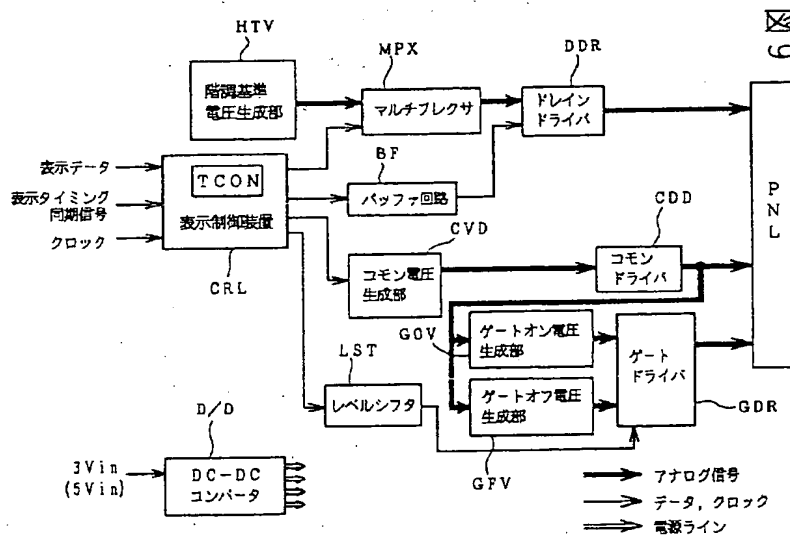 図 9
HTV
MPX
DDR
階調基準
電圧生成部
マルチプレクサ
ドレイン
ドライバ
BF
バッファ回路
表示データ
表示タイミング
同期信号
クロック
TCON
表示制御装置
CRL
CVD
コモン電圧
生成部
CDD
コモン
ドライバ
PNL
GOV
ゲートオン電圧
生成部
ゲート
ドライバ
GDR
LST
レベルシフタ
ゲートオフ電圧
生成部
GFV
D/D
3Vin
(5Vin)
DC-DC
コンバータ
アナログ信号
データ,クロック
電源ライン